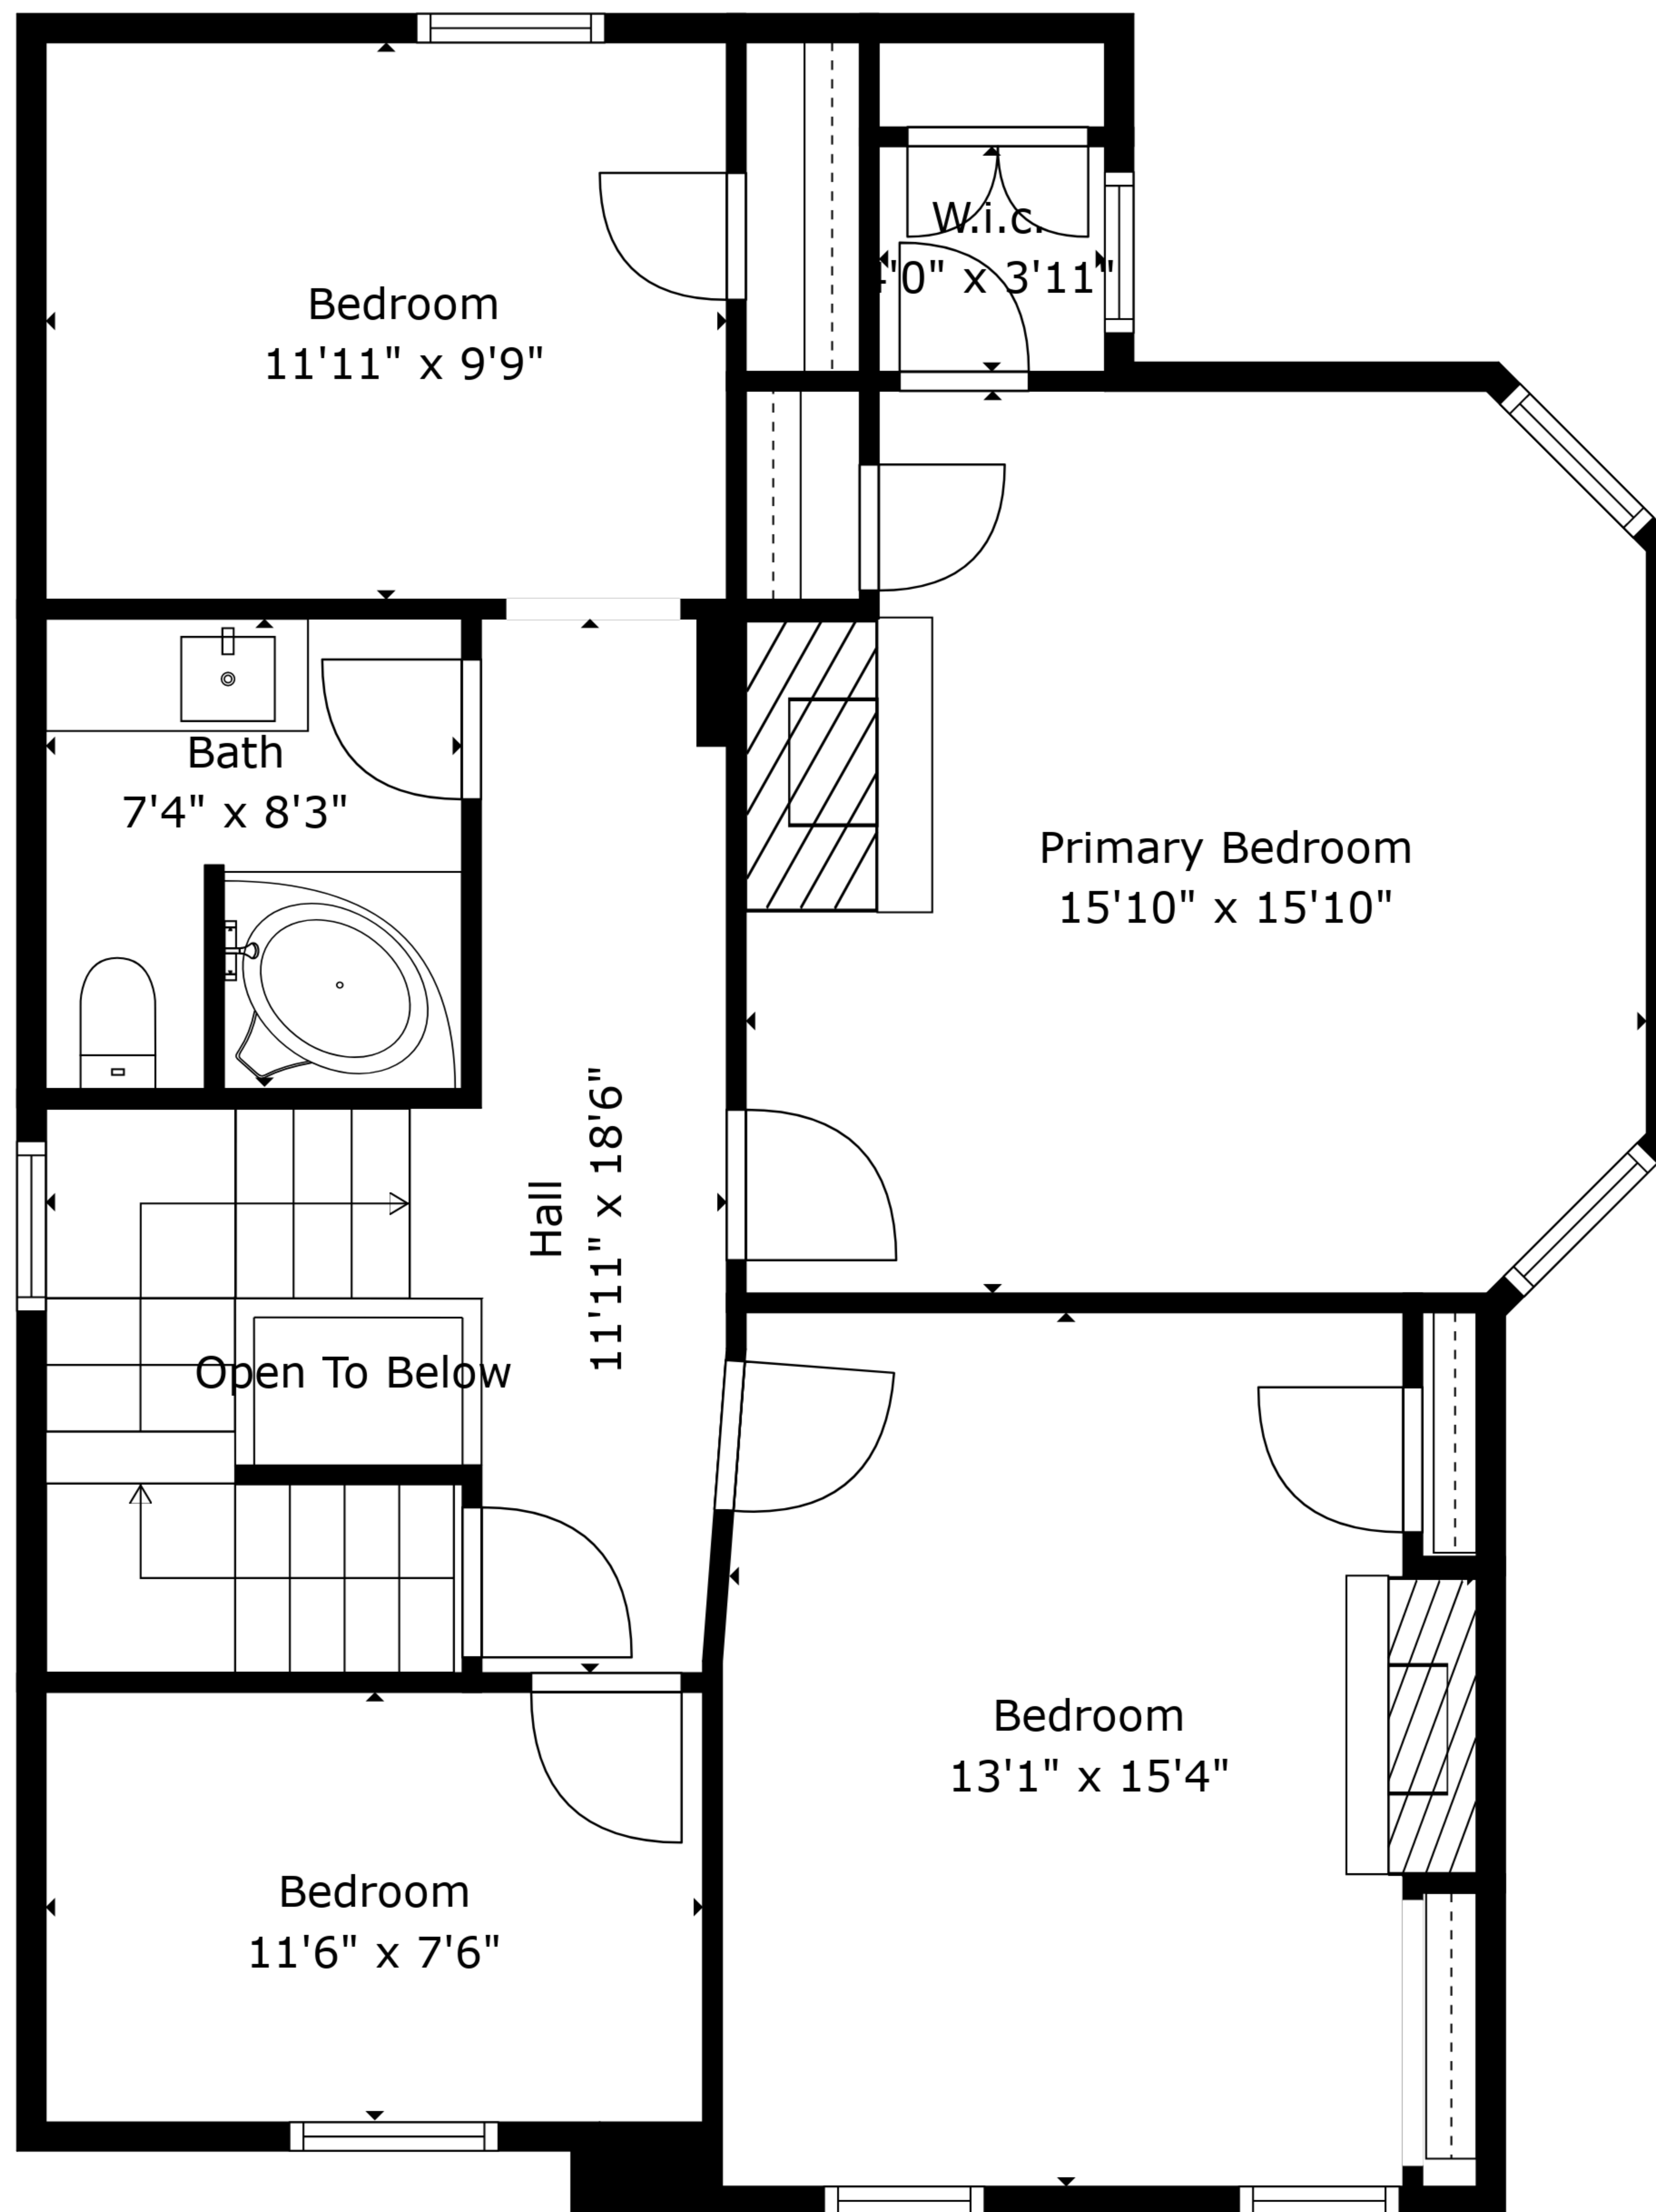 W.i.c.
'0" x 3'11"
Bedroom
11'11" x 9'9"
Bath
7'4" x 8'3"
Primary Bedroom
15'10" x 15'10"
Hall
11'11" x 18'6"
Open To Below
Bedroom
13'1" x 15'4"
Bedroom
11'6" x 7'6"